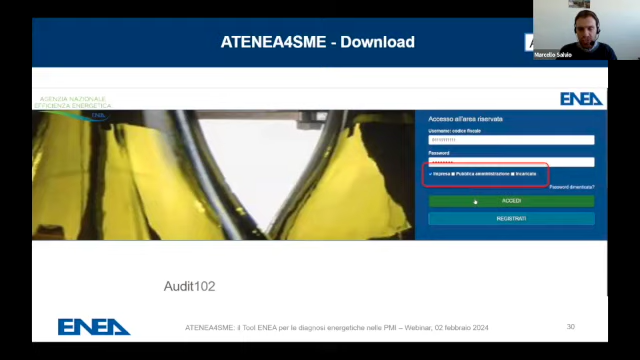 ATENEA4SME - Download
A
Marcello Salvio
AGENZIA NAZIONALE
EFFICIENZA ENERGETICA
ENEA
ENEA
Accesso all'area riservata
Username: codice fiscale
Password
Impresa Pubblica amministrazione Incaricato
Password dimenticata?
ACCEDI
REGISTRATI
Audit102
ENEA
ATENEA4SME: il Tool ENEA per le diagnosi energetiche nelle PMI – Webinar, 02 febbraio 2024
30